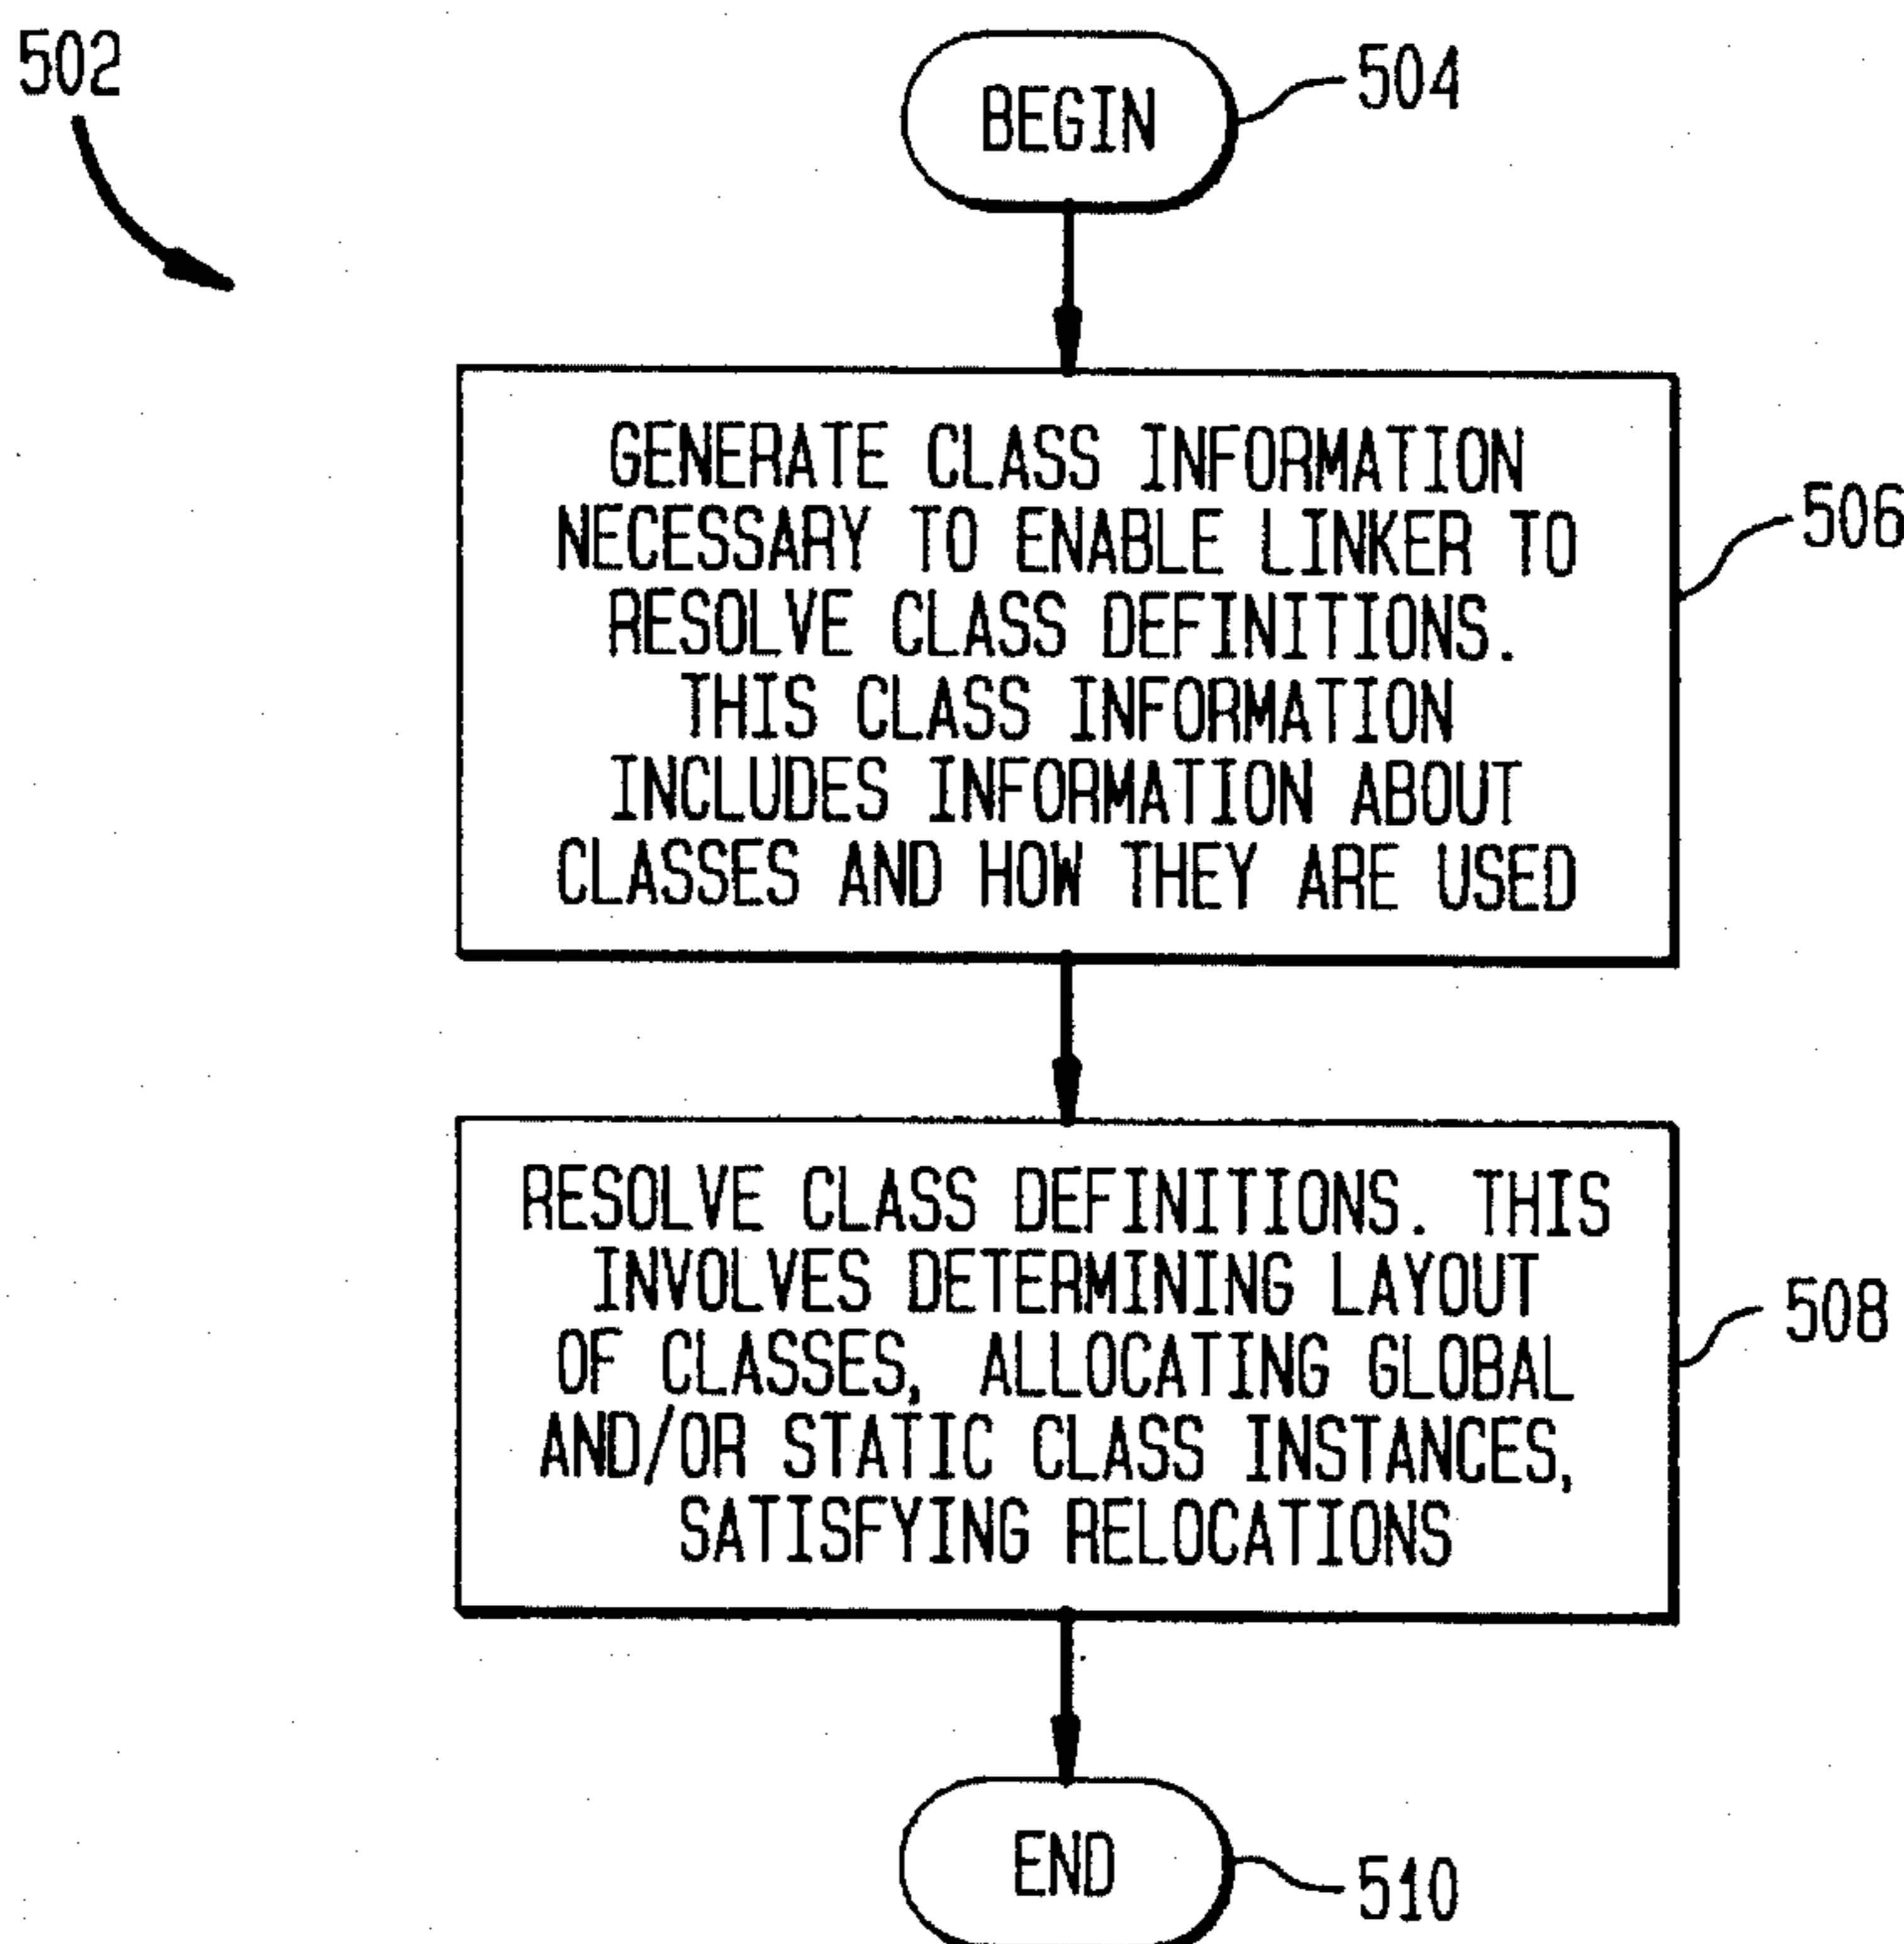 502
BEGIN
504
GENERATE CLASS INFORMATION
NECESSARY TO ENABLE LINKER TO
RESOLVE CLASS DEFINITIONS.
THIS CLASS INFORMATION
INCLUDES INFORMATION ABOUT
CLASSES AND HOW THEY ARE USED
506
RESOLVE CLASS DEFINITIONS. THIS
INVOLVES DETERMINING LAYOUT
OF CLASSES, ALLOCATING GLOBAL
AND/OR STATIC CLASS INSTANCES,
SATISFYING RELOCATIONS
508
END
510